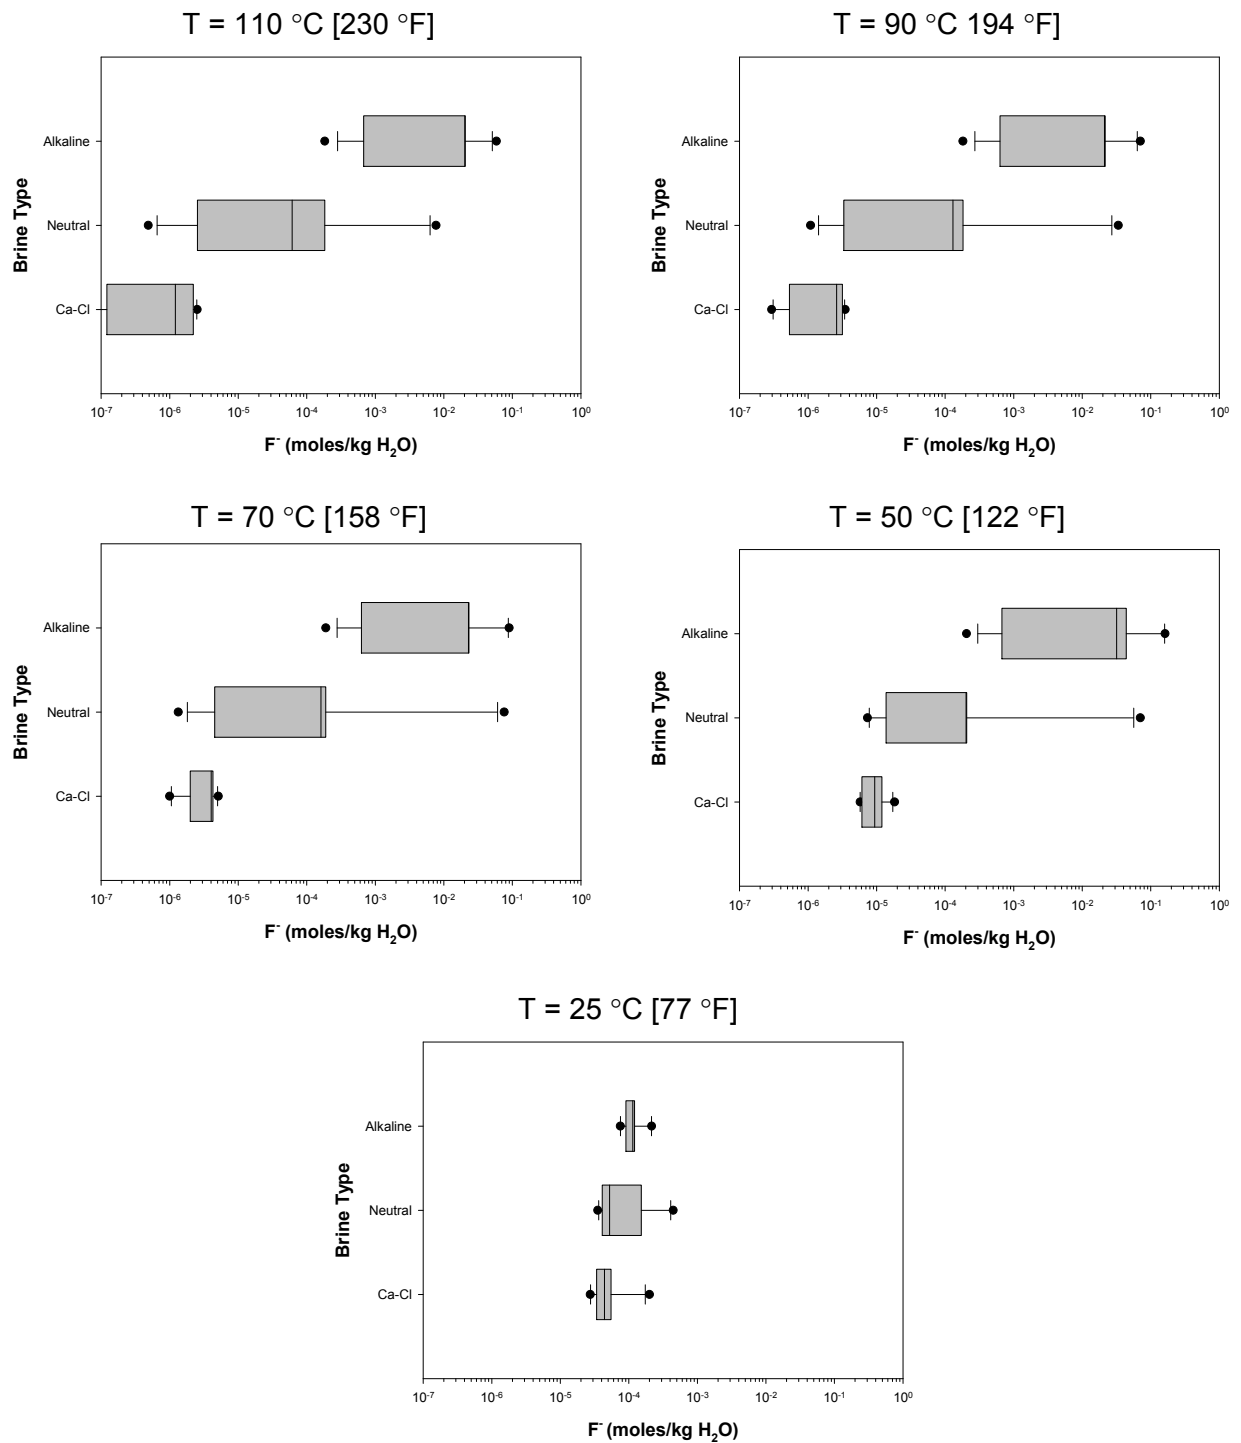 T = 110 °C [230 °F]
Alkaline
Neutral
Ca-Cl
Brine Type
10⁻⁷ 10⁻⁶ 10⁻⁵ 10⁻⁴ 10⁻³ 10⁻² 10⁻¹ 10⁰
F⁻ (moles/kg H₂O)
T = 90 °C 194 °F]
Alkaline
Neutral
Ca-Cl
Brine Type
10⁻⁷ 10⁻⁶ 10⁻⁵ 10⁻⁴ 10⁻³ 10⁻² 10⁻¹ 10⁰
F⁻ (moles/kg H₂O)
T = 70 °C [158 °F]
Alkaline
Neutral
Ca-Cl
Brine Type
10⁻⁷ 10⁻⁶ 10⁻⁵ 10⁻⁴ 10⁻³ 10⁻² 10⁻¹ 10⁰
F⁻ (moles/kg H₂O)
T = 50 °C [122 °F]
Alkaline
Neutral
Ca-Cl
Brine Type
10⁻⁷ 10⁻⁶ 10⁻⁵ 10⁻⁴ 10⁻³ 10⁻² 10⁻¹ 10⁰
F⁻ (moles/kg H₂O)
T = 25 °C [77 °F]
Alkaline
Neutral
Ca-Cl
Brine Type
10⁻⁷ 10⁻⁶ 10⁻⁵ 10⁻⁴ 10⁻³ 10⁻² 10⁻¹ 10⁰
F⁻ (moles/kg H₂O)